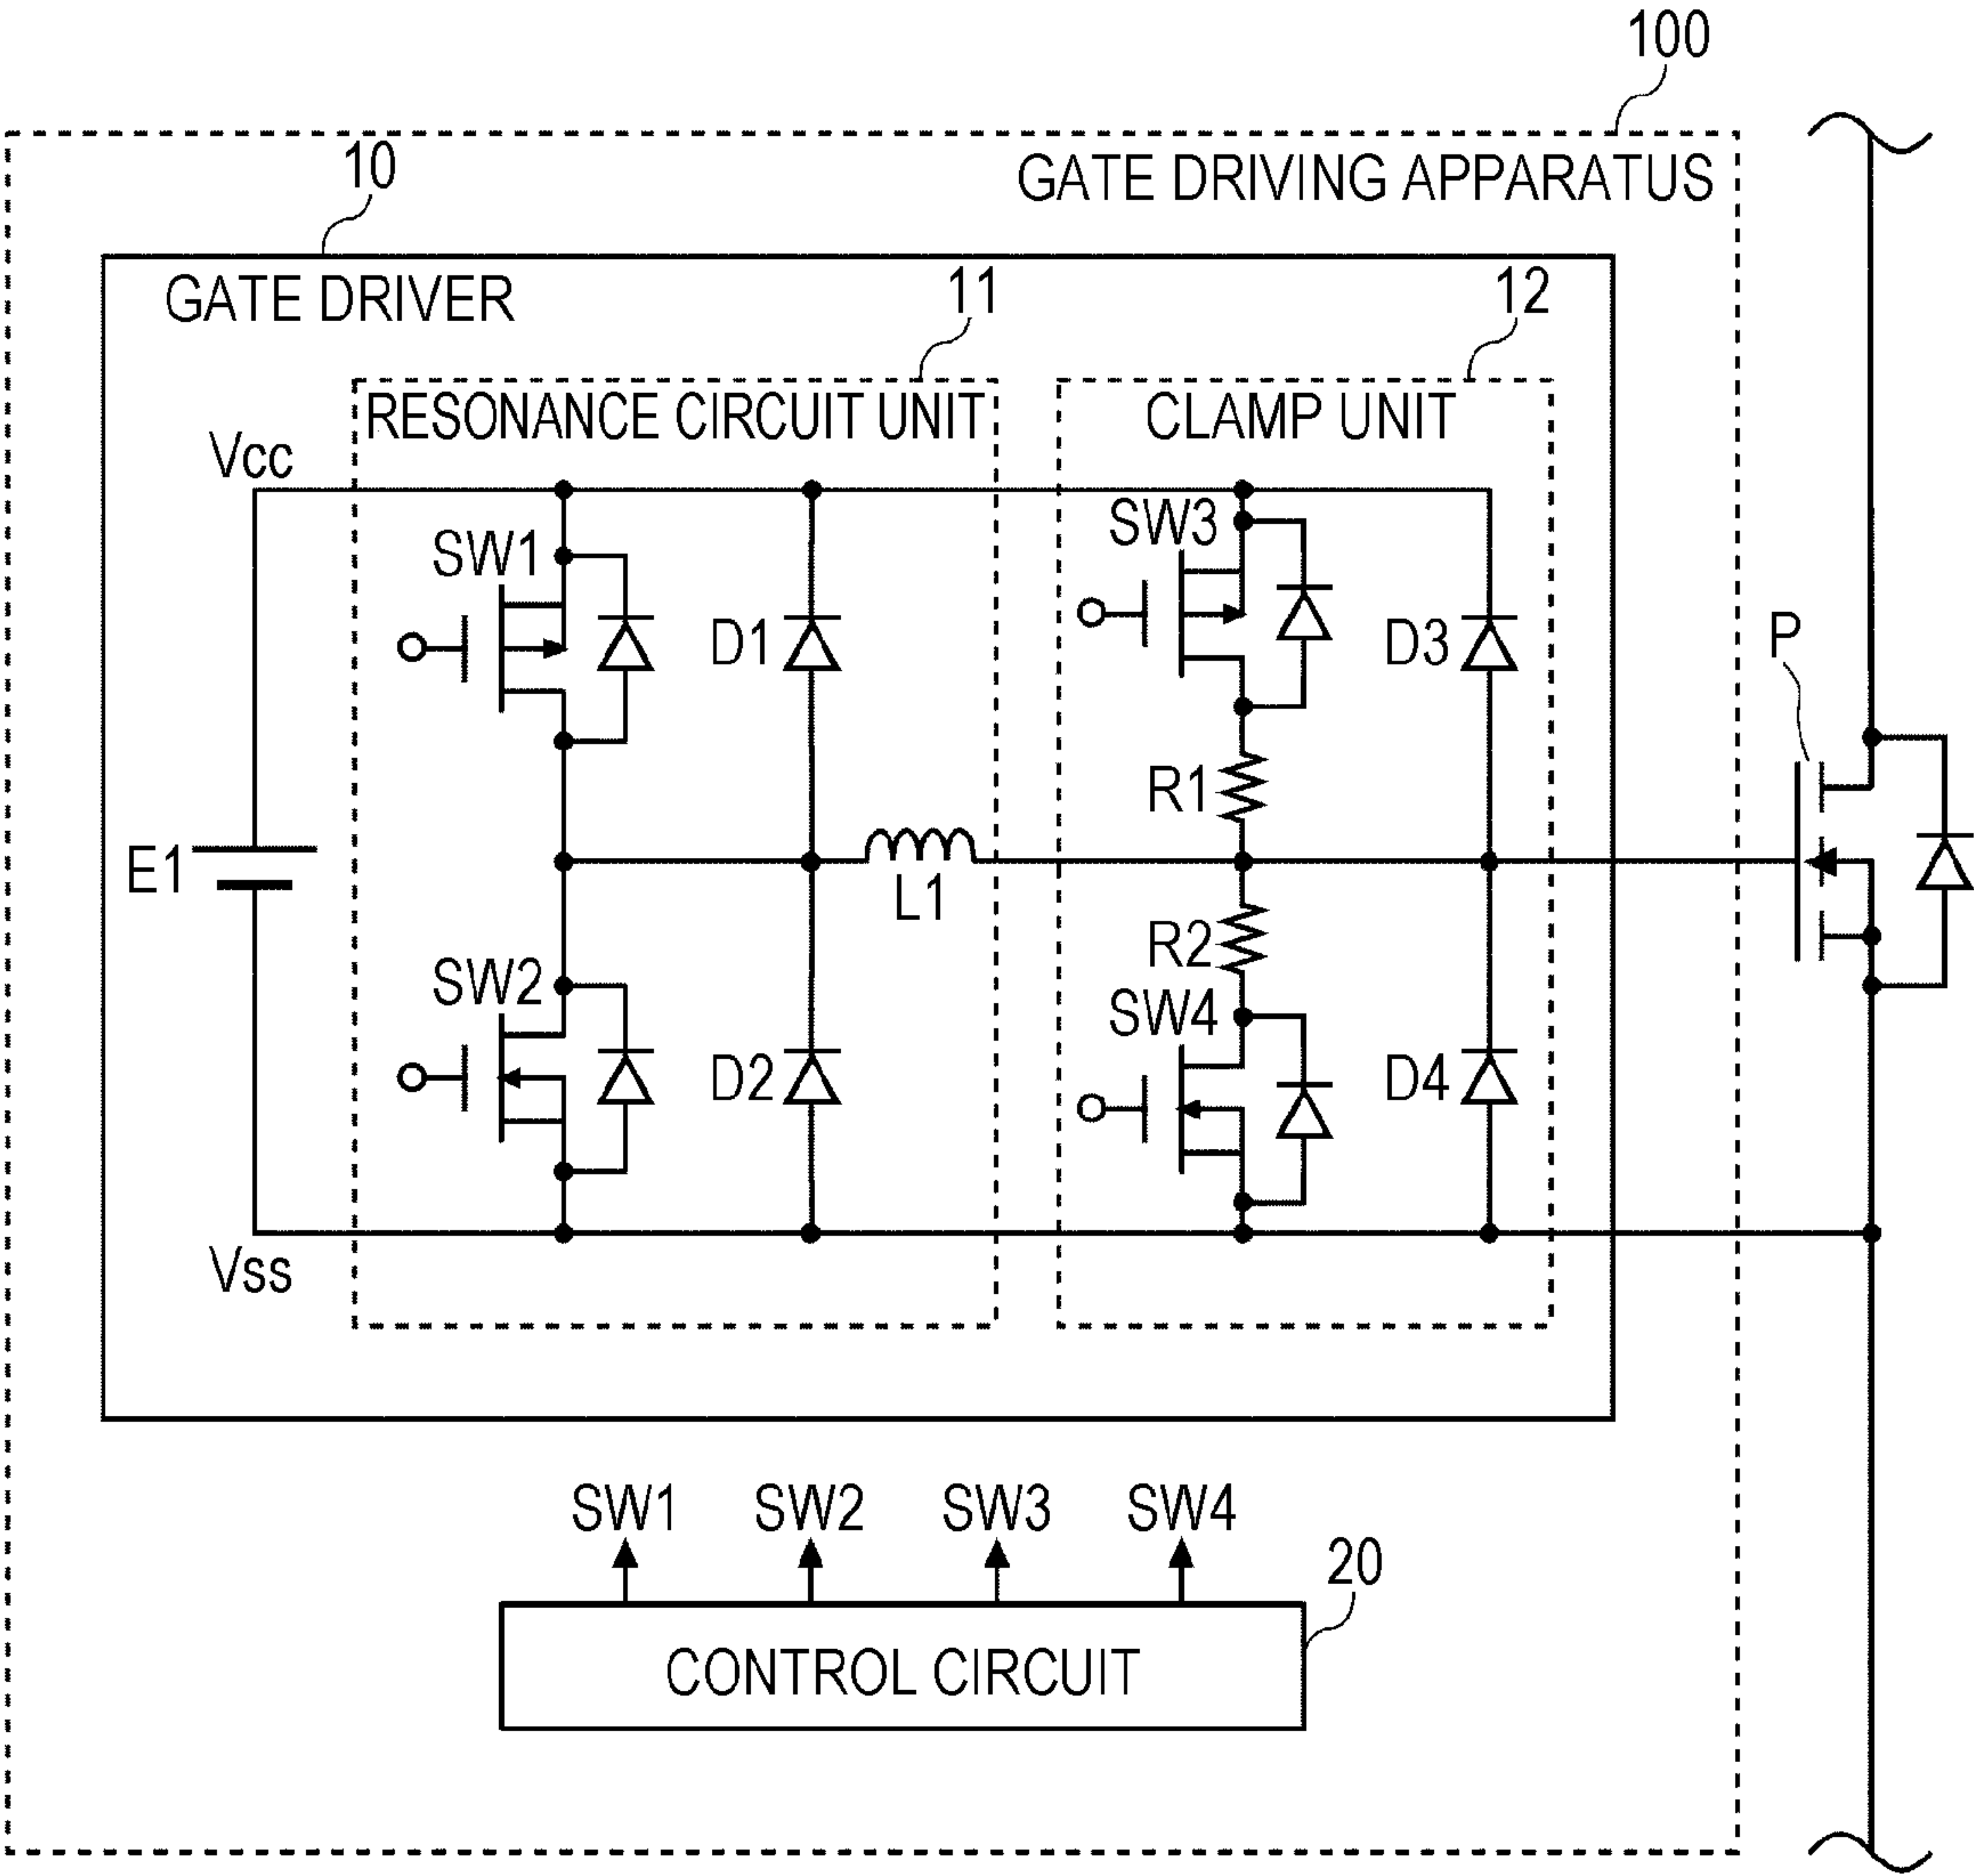 100
GATE DRIVING APPARATUS
10
GATE DRIVER
11
12
RESONANCE CIRCUIT UNIT
CLAMP UNIT
Vcc
SW1
SW3
D1
D3
P
R1
E1
L1
R2
SW2
SW4
D2
D4
Vss
SW1 SW2 SW3 SW4
20
CONTROL CIRCUIT